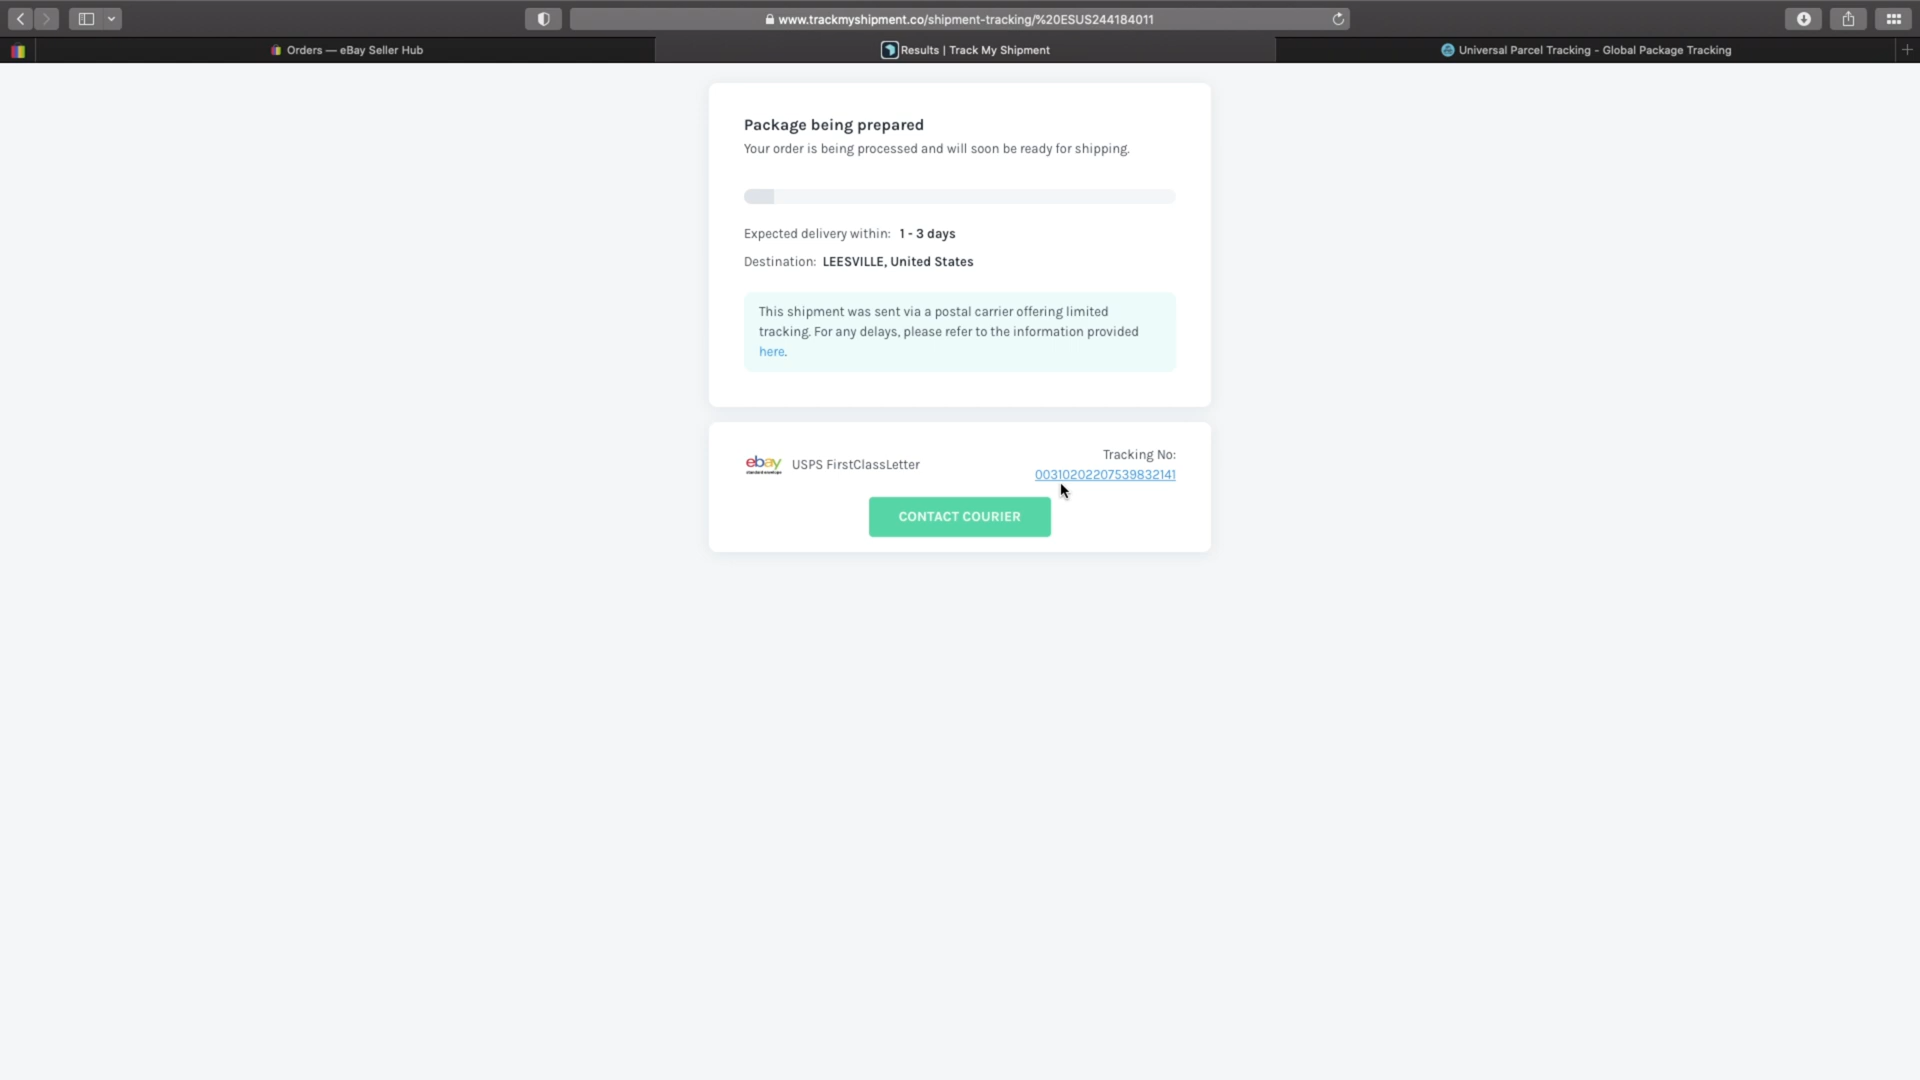 www.trackmyshipment.co/shipment-tracking/%20ESUS244184011
Orders — eBay Seller Hub
Results | Track My Shipment
Universal Parcel Tracking - Global Package Tracking
Package being prepared
Your order is being processed and will soon be ready for shipping.
Expected delivery within: 1 - 3 days
Destination: LEESVILLE, United States
This shipment was sent via a postal carrier offering limited
tracking. For any delays, please refer to the information provided
here.
ebay
USPS FirstClassLetter
Tracking No:
00310202207539832141
CONTACT COURIER